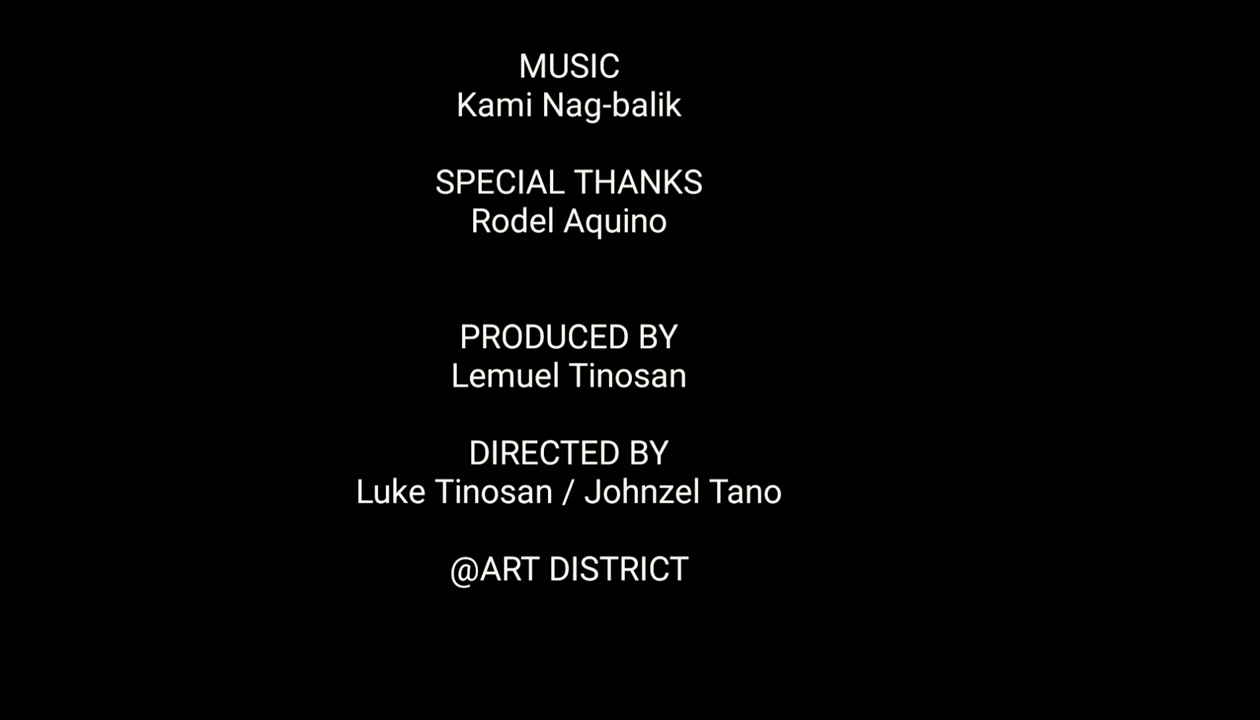 MUSIC
Kami Nag-balik
SPECIAL THANKS
Rodel Aquino
PRODUCED BY
Lemuel Tinosan
DIRECTED BY
Luke Tinosan / Johnzel Tano
@ART DISTRICT